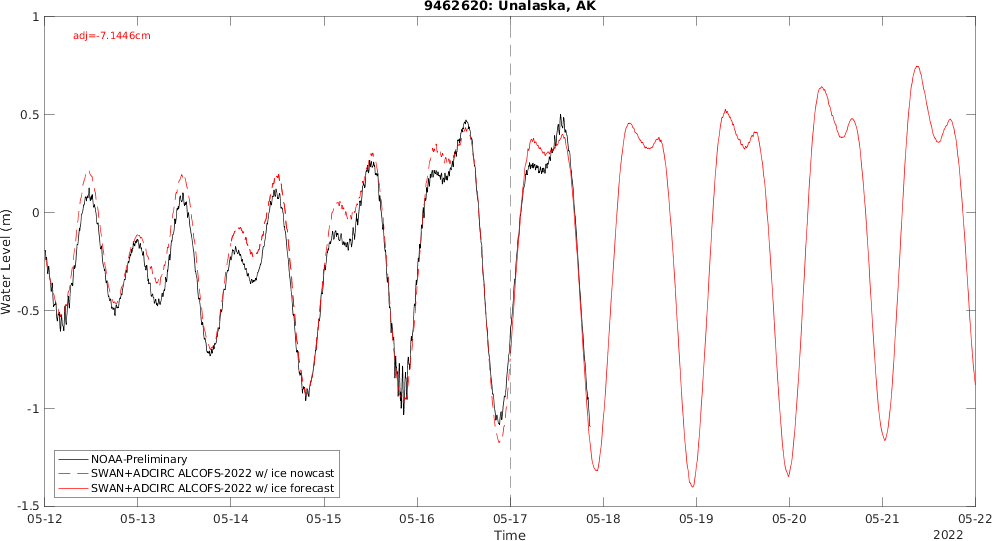 9462620: Unalaska, AK
adj=-7.1446cm
1
0.5
0
-0.5
-1
-1.5
Water Level (m)
NOAA-Preliminary
SWAN+ADCIRC ALCOFS-2022 w/ ice nowcast
SWAN+ADCIRC ALCOFS-2022 w/ ice forecast
05-12 05-13 05-14 05-15 05-16 05-17 05-18 05-19 05-20 05-21 05-22
Time
2022